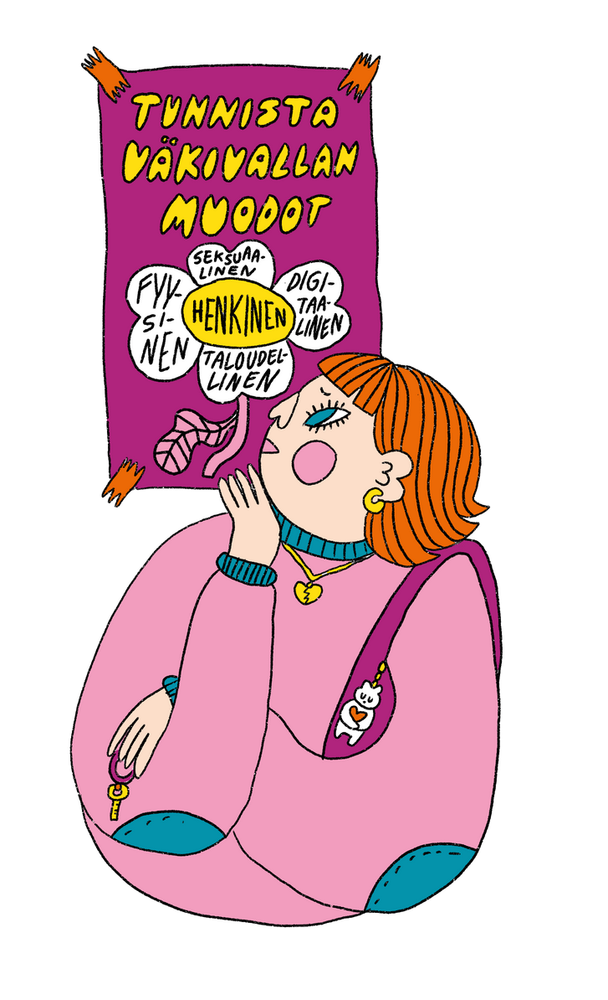 TUNNISTA
VÄKIVALLAN
MUODOT
SEKSUAA-
LINEN
FYY-
SI-
NEN
HENKINEN
DIGI-
TAA-
LINEN
TALOUDEL-
LINEN